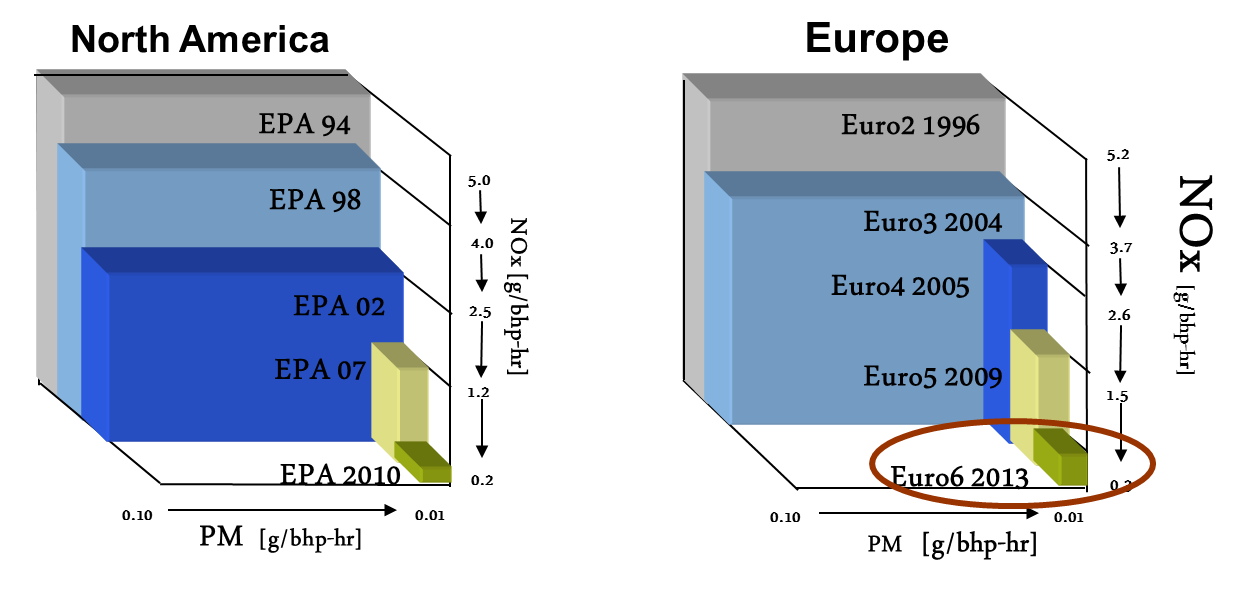 North America
EPA 94
EPA 98
EPA 02
EPA 07
EPA 2010
5.0
4.0
2.5
1.2
0.2
NOx [g/bhp-hr]
0.10
0.01
PM [g/bhp-hr]
Europe
Euro2 1996
Euro3 2004
Euro4 2005
Euro5 2009
Euro6 2013
5.2
3.7
2.6
1.5
NOx [g/bhp-hr]
0.10
0.01
PM [g/bhp-hr]